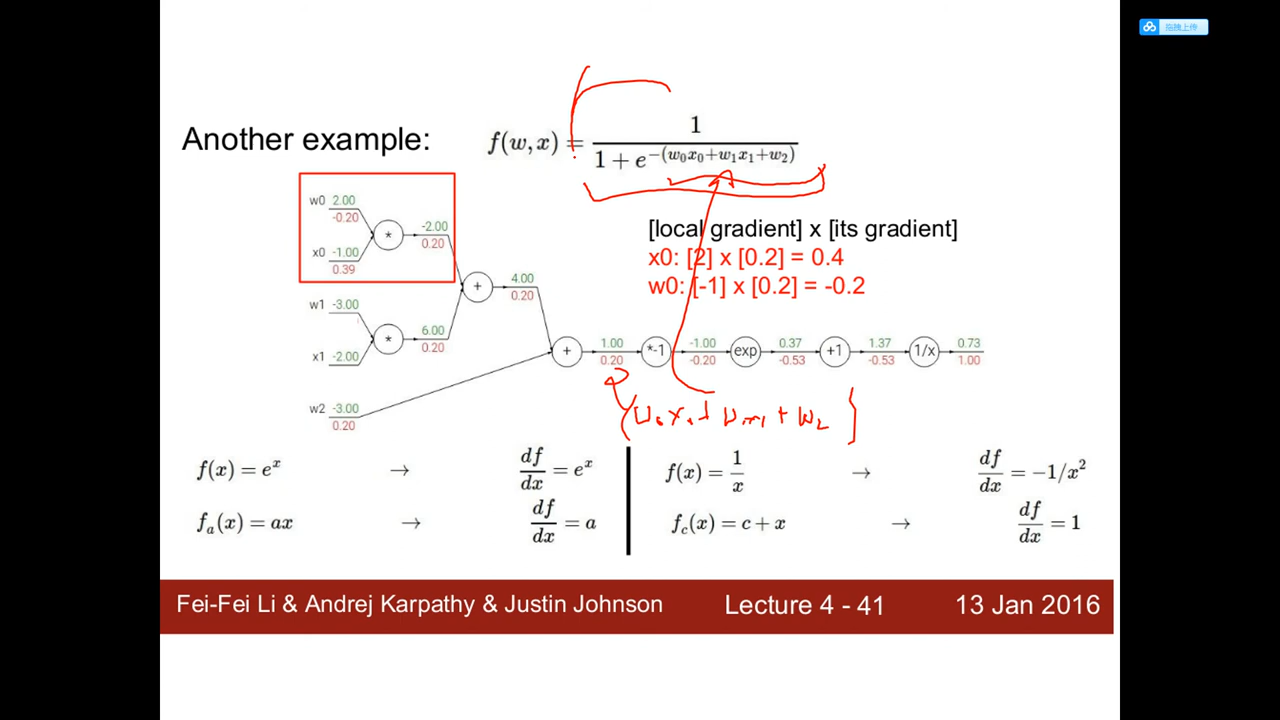 拖拽上传
Another example:
f(w, x) = 1 / (1 + e^−(w0x0+w1x1+w2))
[local gradient] x [its gradient]
x0: [2] x [0.2] = 0.4
w0: [-1] x [0.2] = -0.2
w0 2.00
-0.20
*
-2.00
0.20
x0 -1.00
0.39
+
4.00
0.20
w1 -3.00
*
6.00
0.20
x1 -2.00
+
1.00
0.20
*-1
-1.00
-0.20
exp
0.37
-0.53
+1
1.37
-0.53
1/x
0.73
1.00
w2 -3.00
0.20
f(x) = e^x → df/dx = e^x
f_a(x) = ax → df/dx = a
f(x) = 1/x → df/dx = −1/x^2
f_c(x) = c + x → df/dx = 1
Fei-Fei Li & Andrej Karpathy & Justin Johnson
Lecture 4 - 41
13 Jan 2016